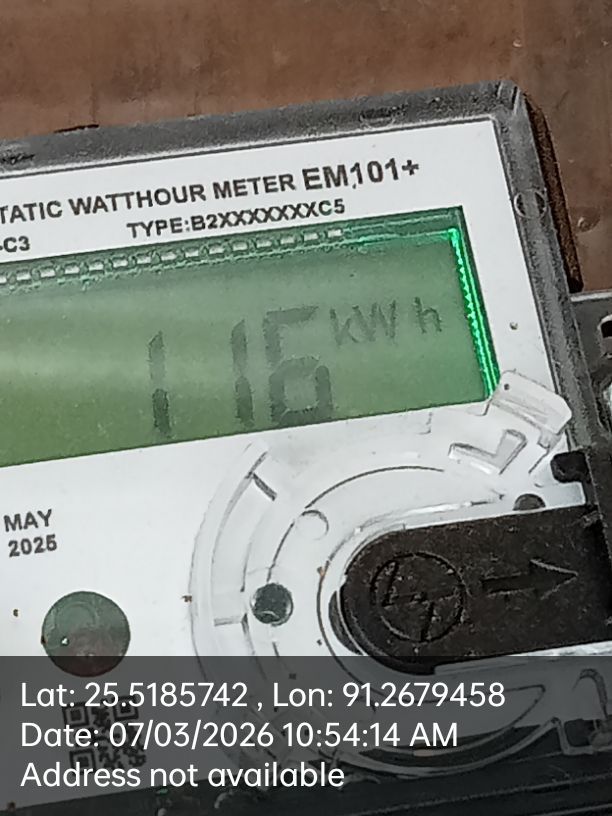 TATIC WATTHOUR METER EM101+
-C3 TYPE:B2XXXXXXXC5
116 kWh
MAY
2025
Lat: 25.5185742 , Lon: 91.2679458
Date: 07/03/2026 10:54:14 AM
Address not available